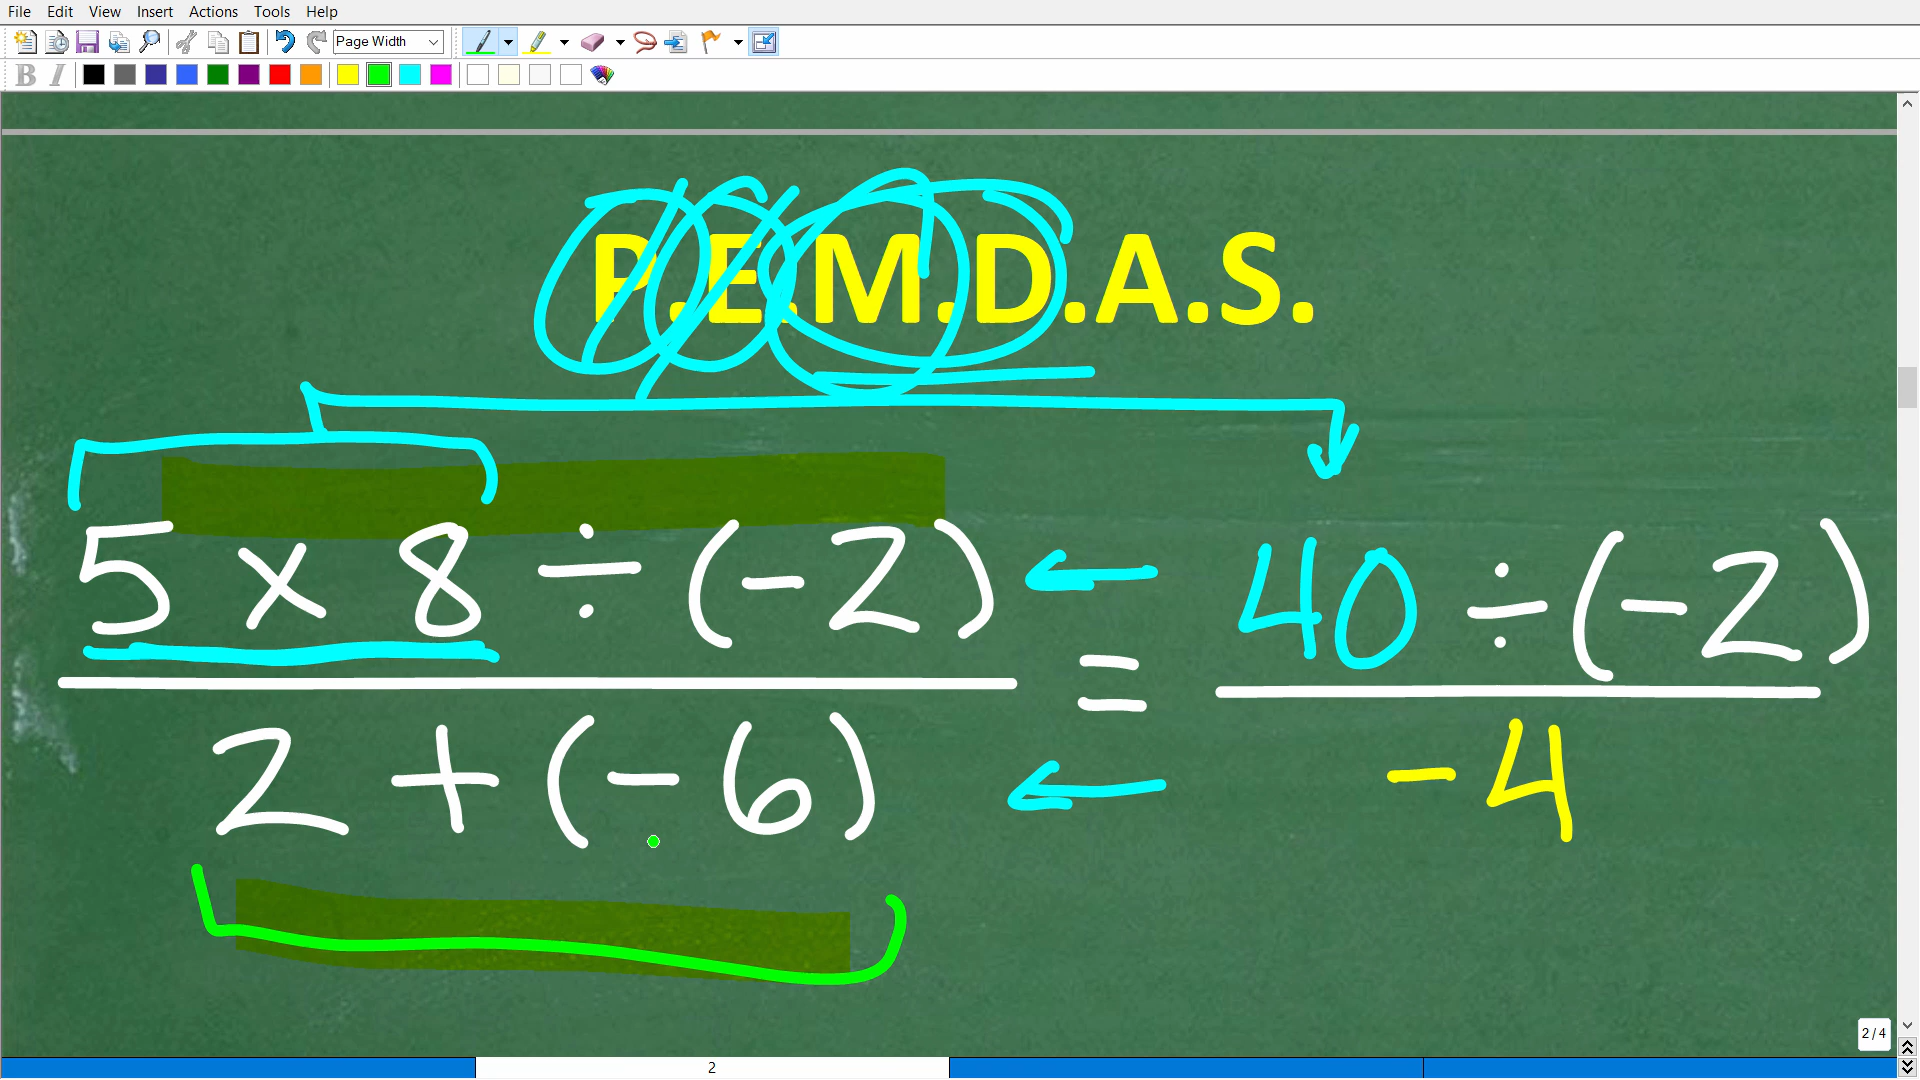 File Edit View Insert Actions Tools Help
Page Width
B I
P.E.M.D.A.S.
5 x 8 ÷ (-2) = 40 ÷ (-2)
2 + (-6) -4
2 / 4
2